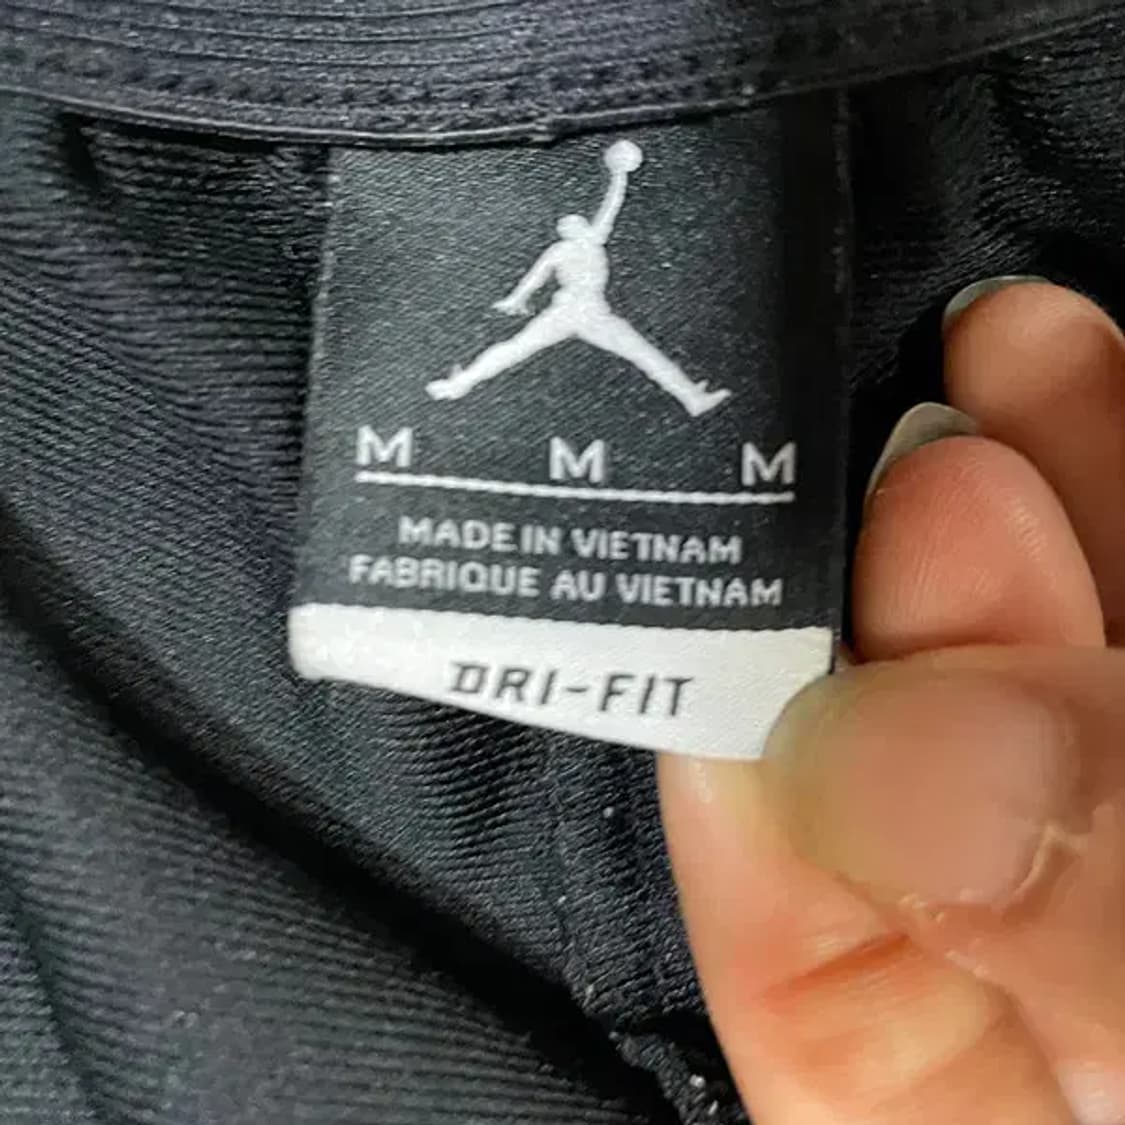 M M M
MADE IN VIETNAM
FABRIQUE AU VIETNAM
DRI-FIT